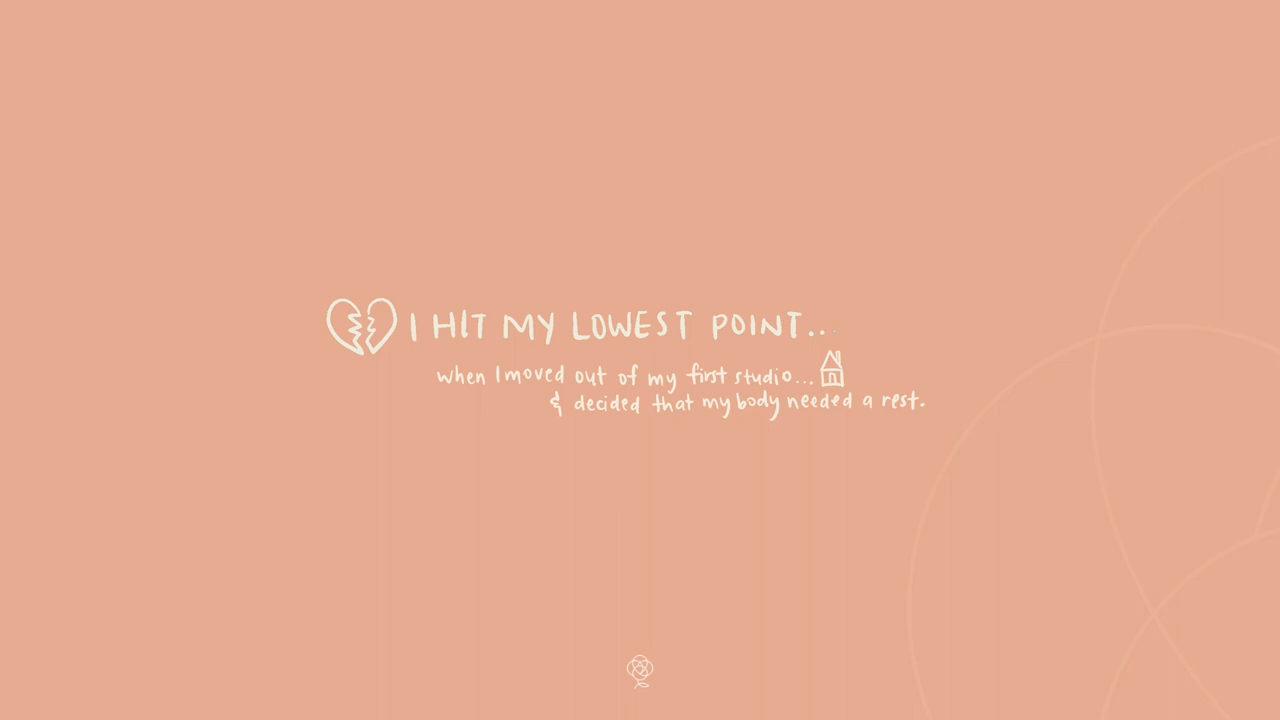 I HIT MY LOWEST POINT...
when I moved out of my first studio...
& decided that my body needed a rest.